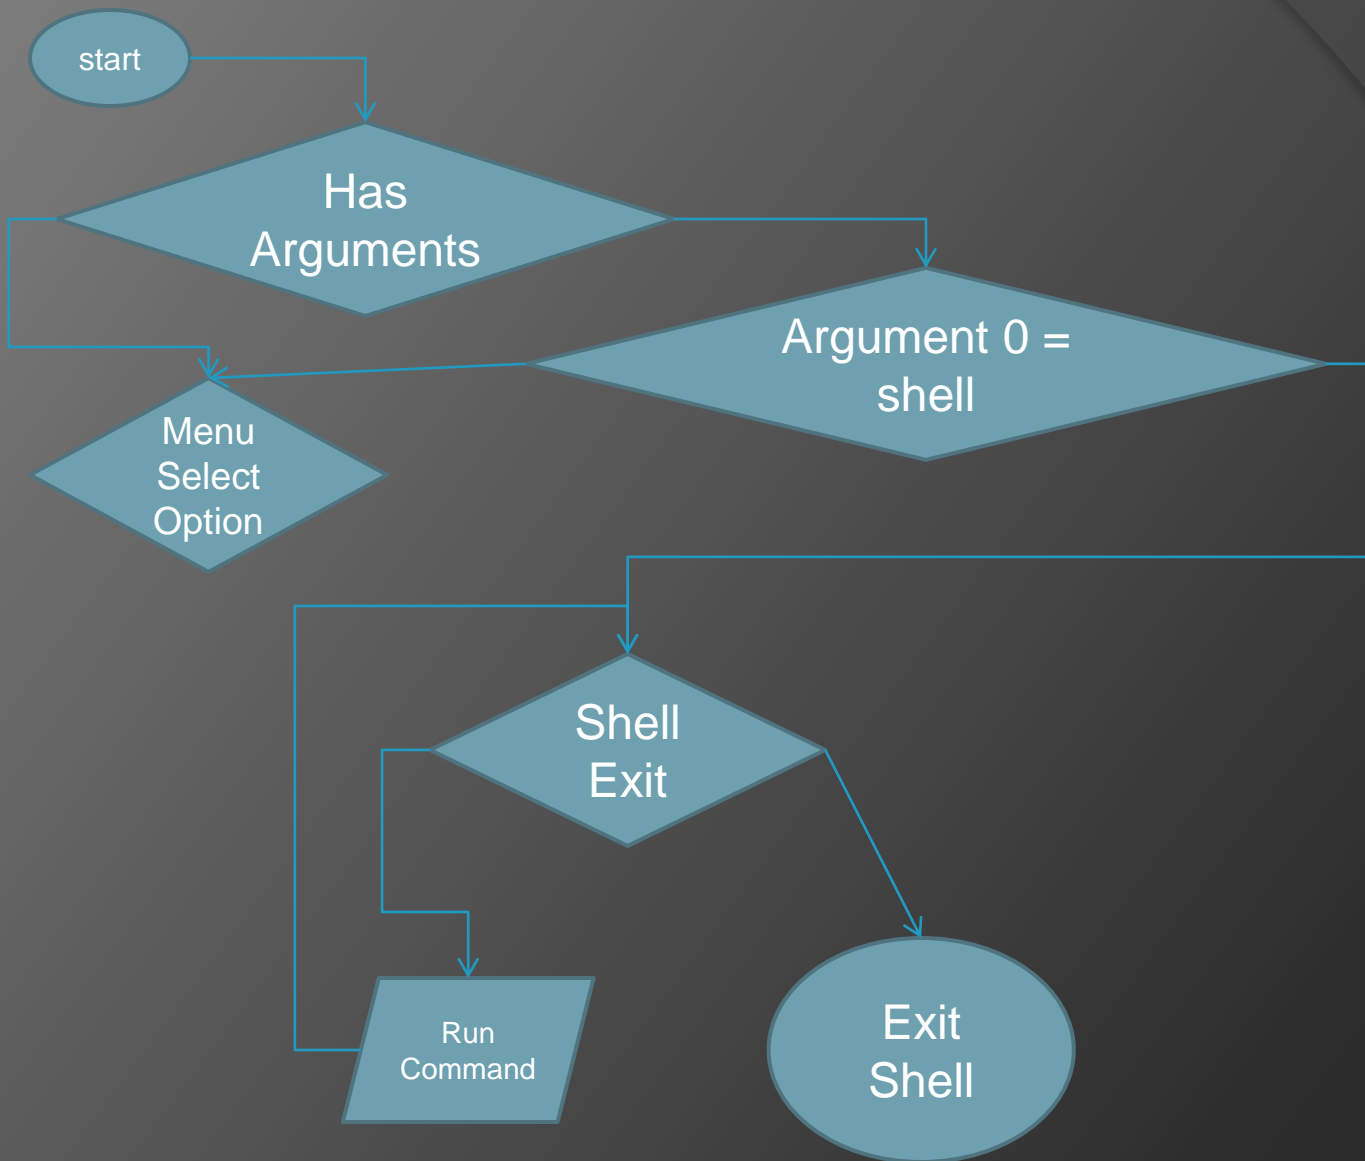 start
Has
Arguments
Argument 0 =
shell
Menu
Select
Option
Shell
Exit
Run
Command
Exit
Shell